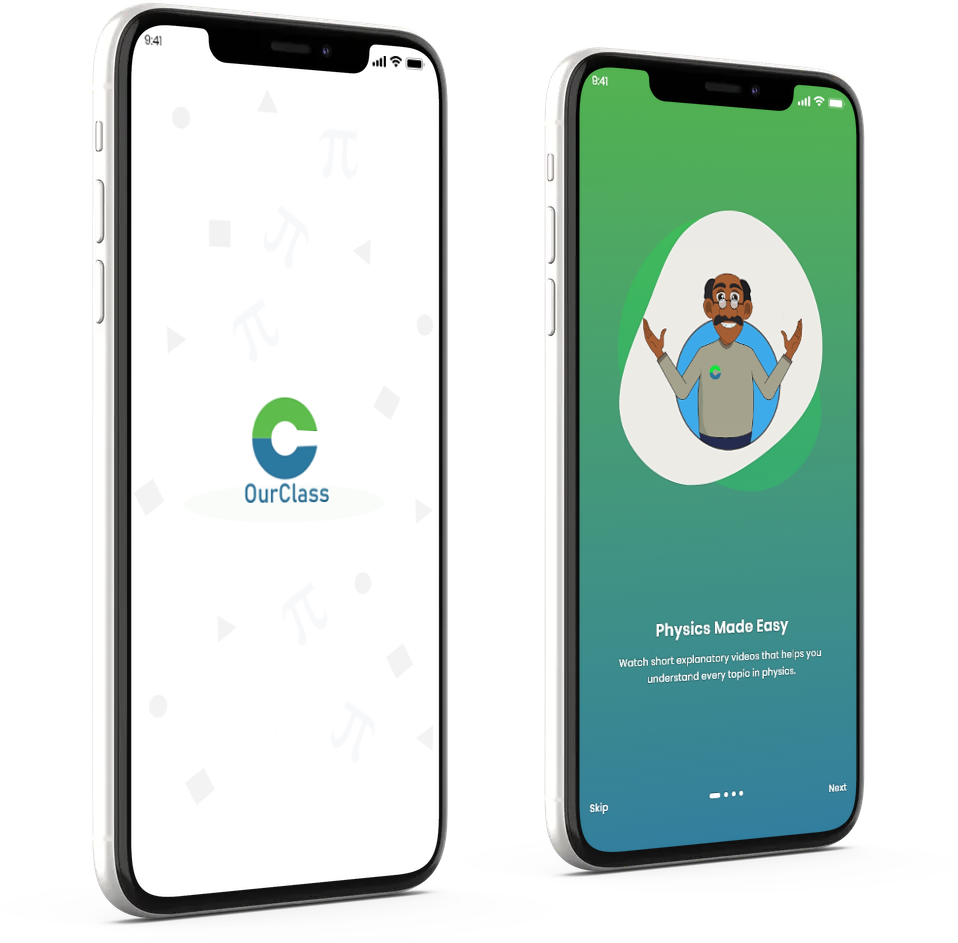 9:41
π
π
π
OurClass
π
π
9:41
Physics Made Easy
Watch short explanatory videos that helps you
understand every topic in physics.
Skip
Next